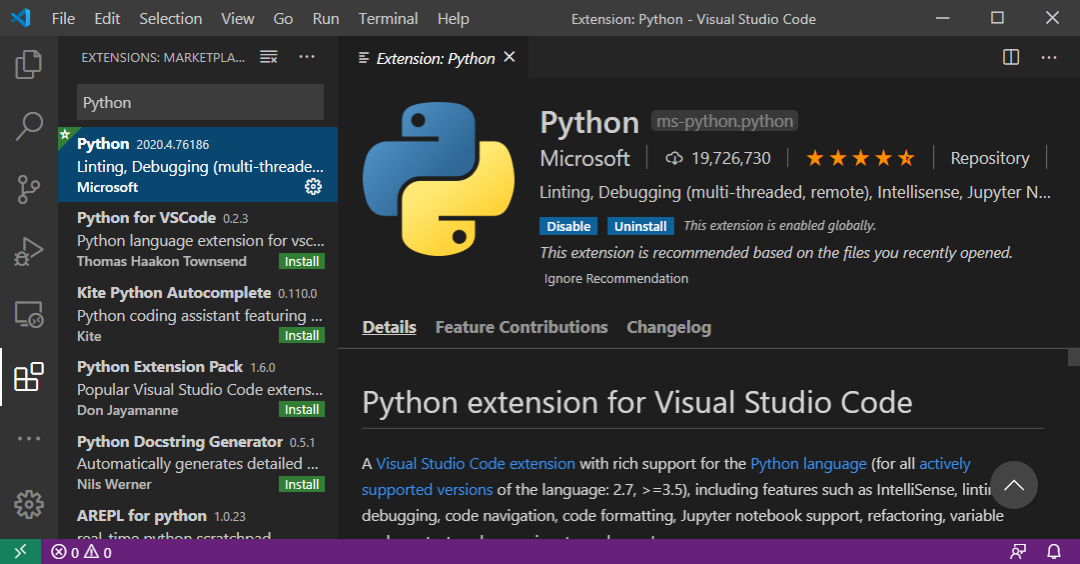 File Edit Selection View Go Run Terminal Help Extension: Python - Visual Studio Code
EXTENSIONS: MARKETPLA...
Python
Python 2020.4.76186
Linting, Debugging (multi-threade...
Microsoft
Python for VSCode 0.2.3
Python language extension for vsc...
Thomas Haakon Townsend Install
Kite Python Autocomplete 0.110.0
Python coding assistant featuring ...
Kite Install
Python Extension Pack 1.6.0
Popular Visual Studio Code extens...
Don Jayamanne Install
Python Docstring Generator 0.5.1
Automatically generates detailed ...
Nils Werner Install
AREPL for python 1.0.23
real-time python scratchpad
Extension: Python
Python ms-python.python
Microsoft 19,726,730 Repository
Linting, Debugging (multi-threaded, remote), Intellisense, Jupyter N...
Disable Uninstall This extension is enabled globally.
This extension is recommended based on the files you recently opened.
Ignore Recommendation
Details Feature Contributions Changelog
Python extension for Visual Studio Code
A Visual Studio Code extension with rich support for the Python language (for all actively
supported versions of the language: 2.7, >=3.5), including features such as IntelliSense,
debugging, code navigation, code formatting, Jupyter notebook support, refactoring, variable
0 0